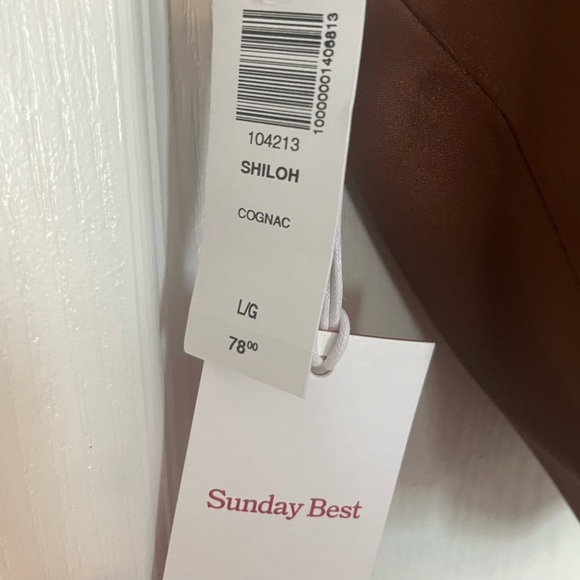 10000001406813
104213
SHILOH
COGNAC
L/G
78⁰⁰
Sunday Best